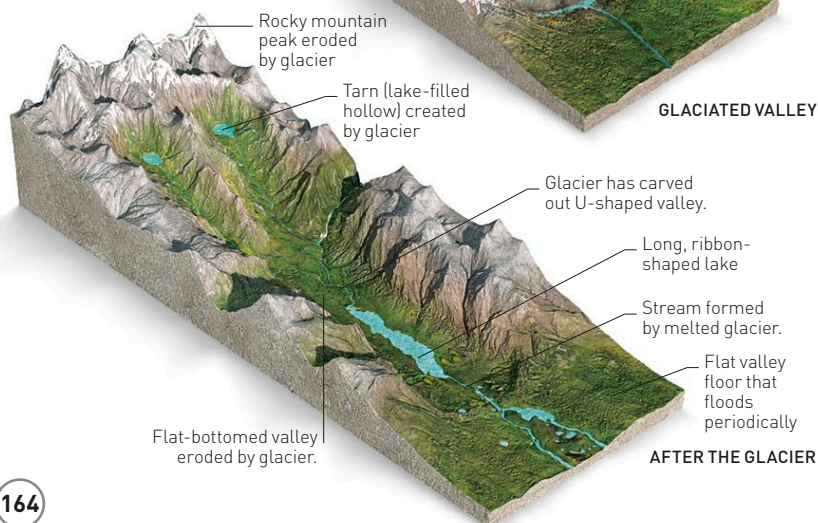 Rocky mountain
peak eroded
by glacier
Tarn (lake-filled
hollow) created
by glacier
GLACIATED VALLEY
Glacier has carved
out U-shaped valley.
Long, ribbon-
shaped lake
Stream formed
by melted glacier.
Flat valley
floor that
floods
periodically
Flat-bottomed valley
eroded by glacier.
AFTER THE GLACIER
164